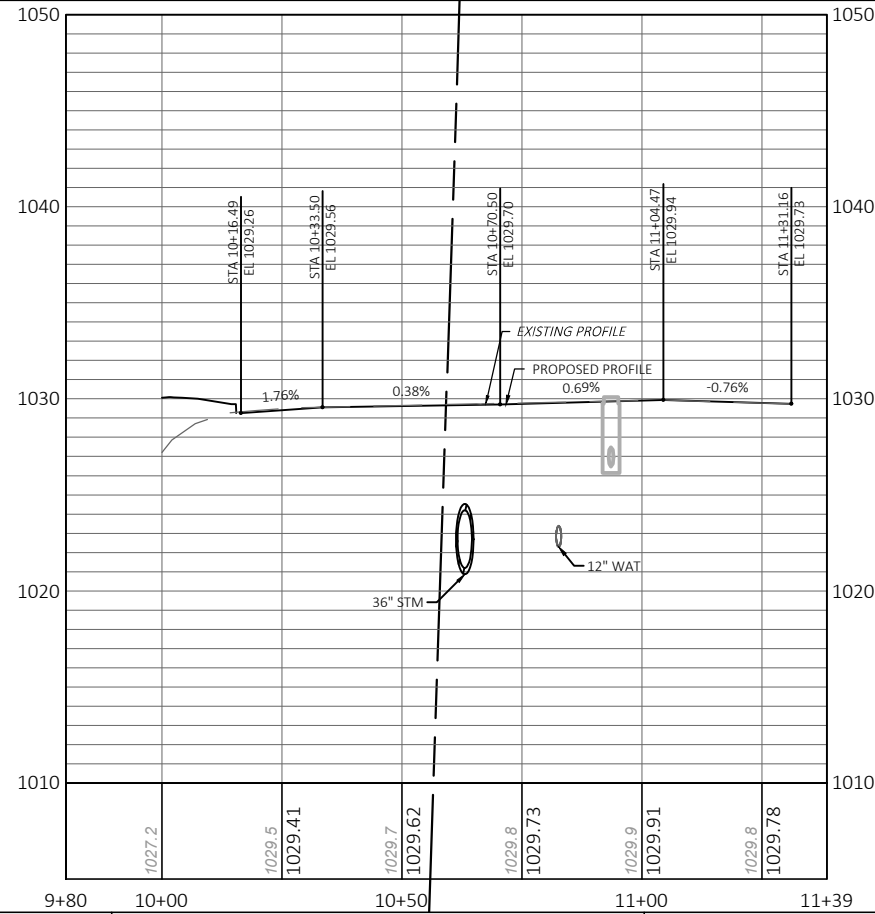 1050
1050
1040
1040
STA 10+16.49
EL 1029.26
STA 10+33.50
EL 1029.56
STA 10+70.50
EL 1029.70
STA 11+04.47
EL 1029.94
STA 11+31.16
EL 1029.73
EXISTING PROFILE
PROPOSED PROFILE
1.76%
0.38%
0.69%
-0.76%
1030
1030
12" WAT
36" STM
1020
1020
1010
1010
1027.2
1029.5
1029.41
1029.7
1029.62
1029.8
1029.73
1029.9
1029.91
1029.8
1029.78
9+80
10+00
10+50
11+00
11+39